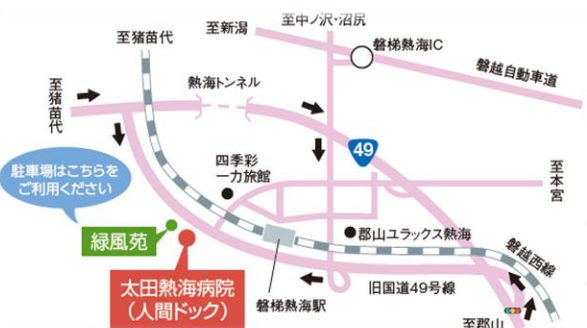 至中ノ沢・沼尻
至新潟
至猪苗代
磐梯熱海IC
磐越自動車道
至猪苗代
熱海トンネル
49
駐車場はこちらを
ご利用ください
四季彩
一力旅館
至本宮
緑風苑
郡山ユラックス熱海
磐越西線
太田熱海病院
（人間ドック）
磐梯熱海駅
旧国道49号線
至郡山